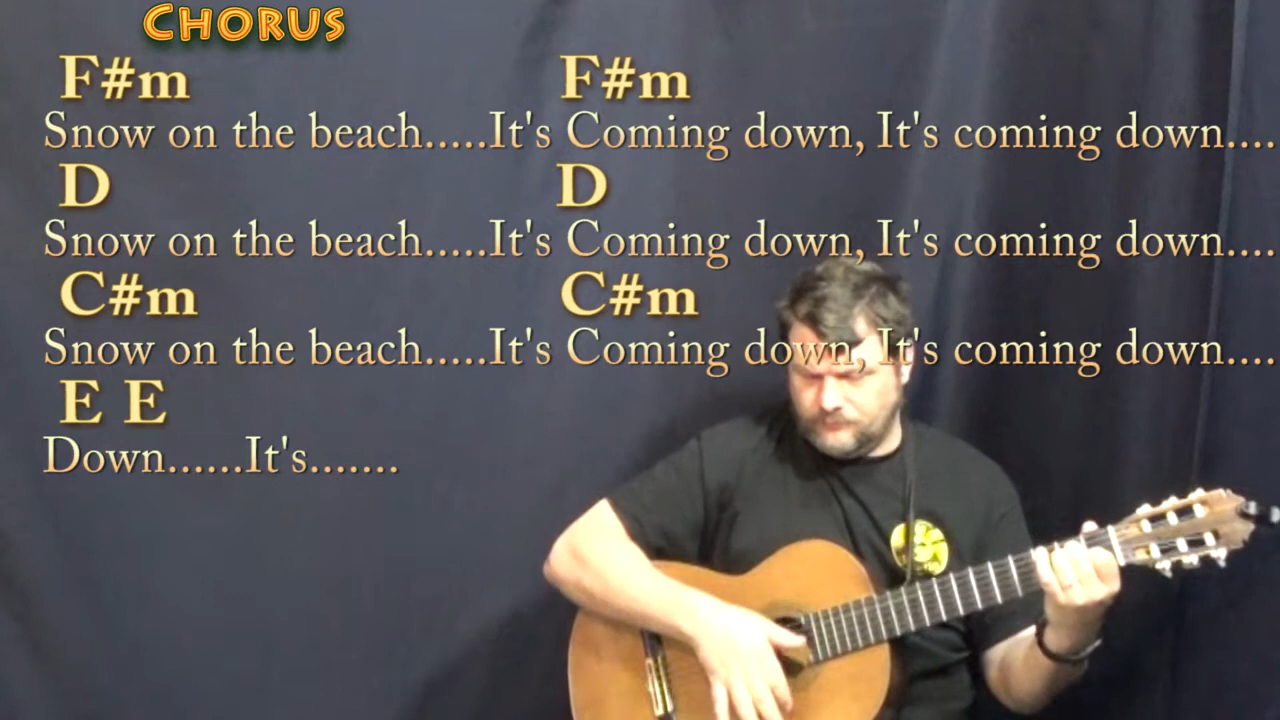 CHORUS
F#m F#m
Snow on the beach.....It's Coming down, It's coming down....
D D
Snow on the beach.....It's Coming down, It's coming down....
C#m C#m
Snow on the beach.....It's Coming down, It's coming down....
E E
Down......It's.......